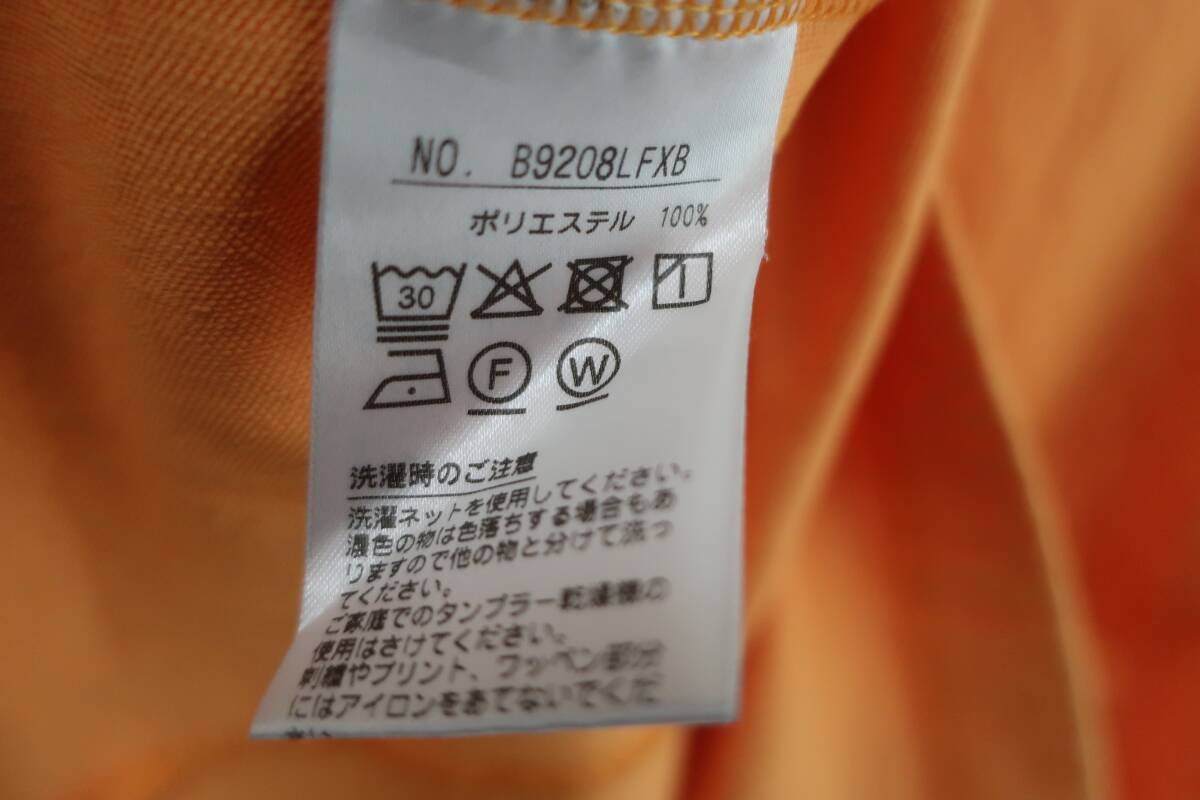 NO. B9208LFXB
ポリエステル 100%
30
F W
洗濯時のご注意
洗濯ネットを使用してください。
濃色の物は色落ちする場合もあ
りますので他の物と分けて洗っ
てください。
ご家庭でのタンブラー乾燥機の
使用はさけてください。
刺繍やプリント、ワッペン部分
にはアイロンをあてないでくだ
さい。